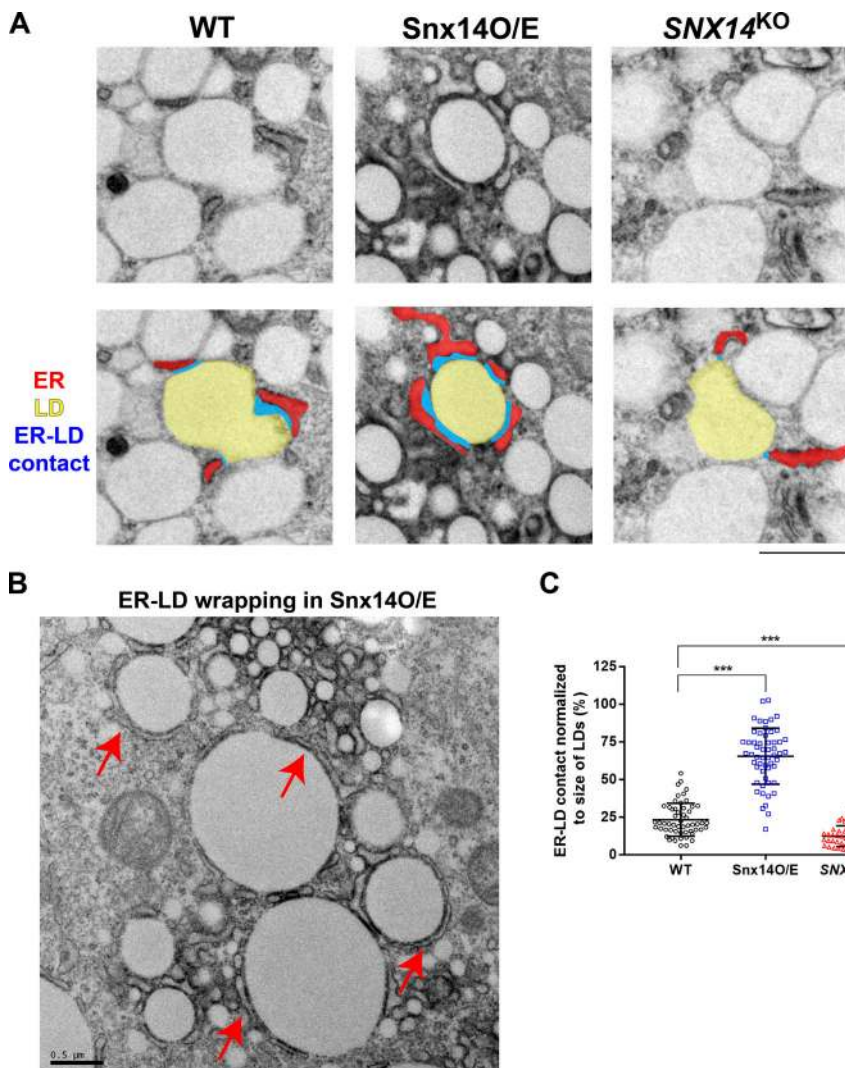 A
WT
Snx14O/E
SNX14KO
ER
LD
ER-LD
contact
B
ER-LD wrapping in Snx14O/E
0.5 µm
C
***
***
ER-LD contact normalized
to size of LDs (%)
125
100
75
50
25
0
WT
Snx14O/E
SNX